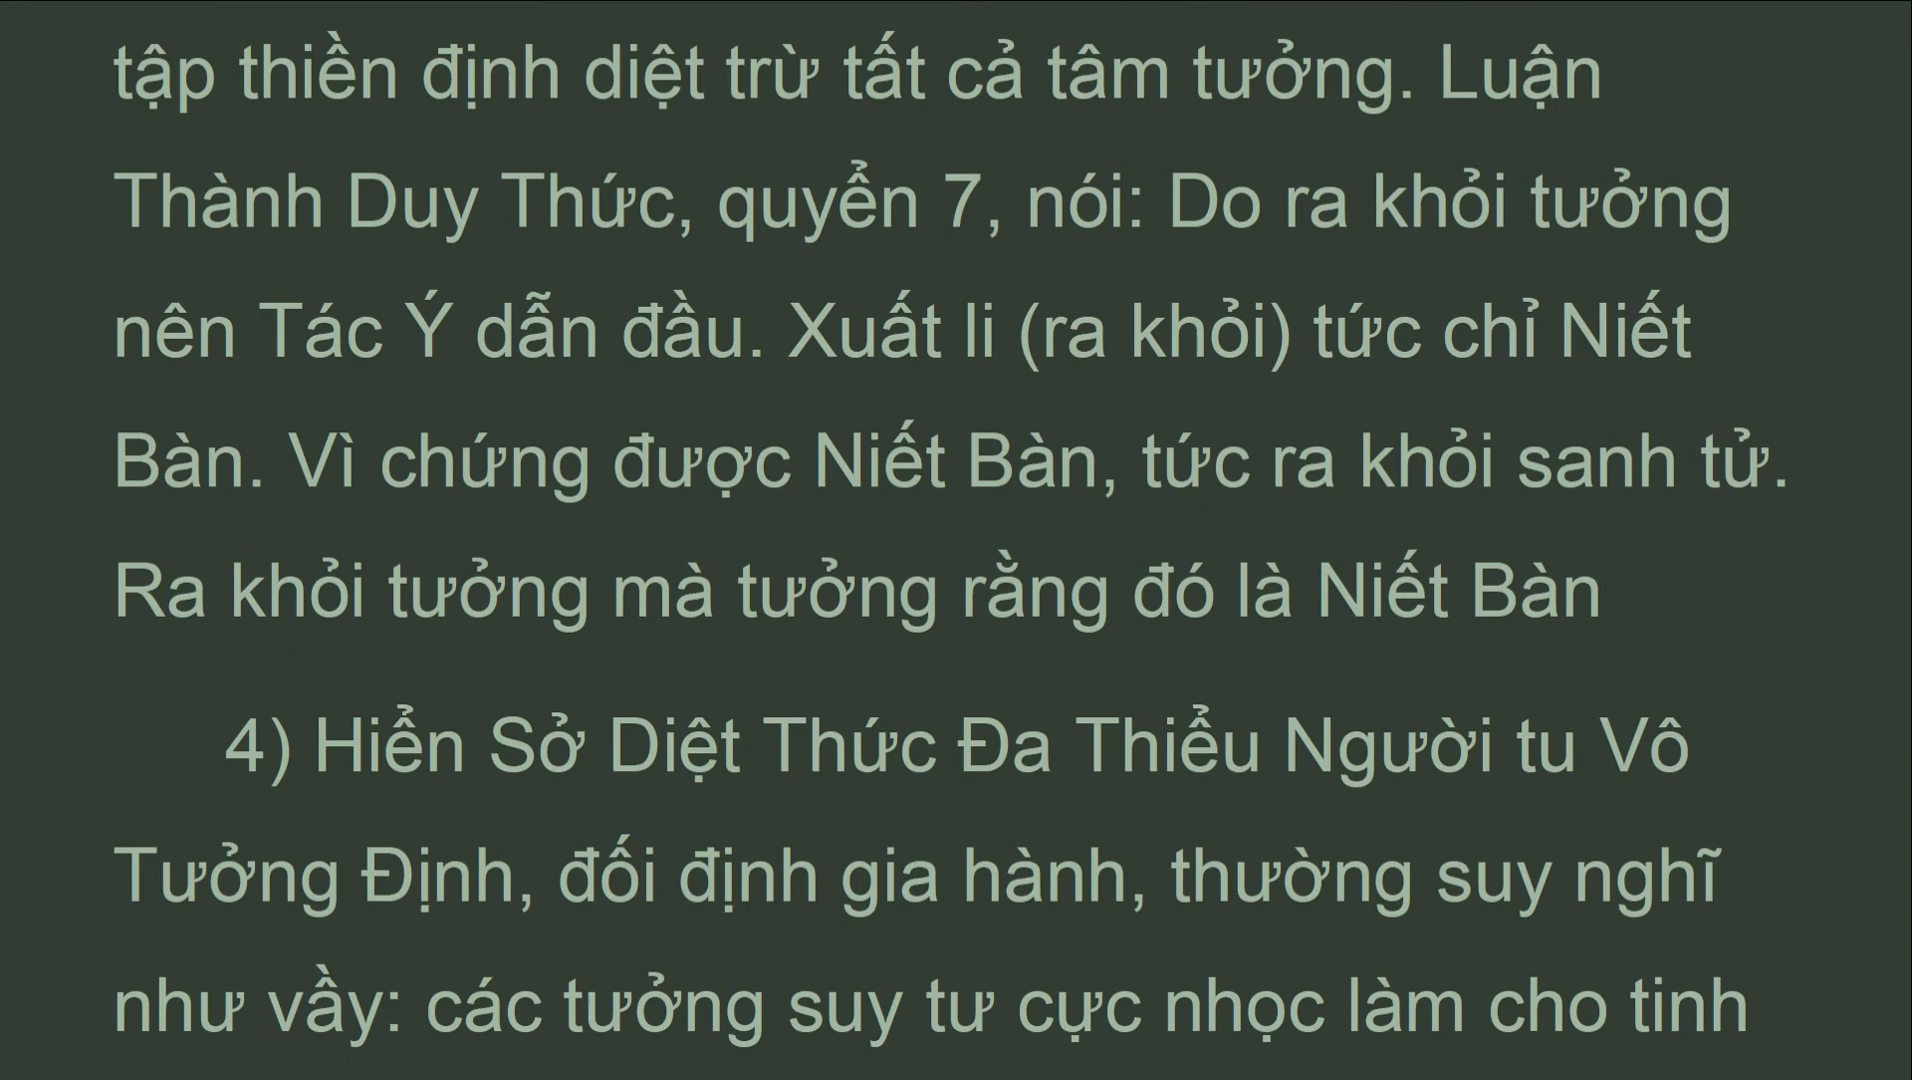 tập thiền định diệt trừ tất cả tâm tưởng. Luận
Thành Duy Thức, quyển 7, nói: Do ra khỏi tưởng
nên Tác Ý dẫn đầu. Xuất li (ra khỏi) tức chỉ Niết
Bàn. Vì chứng được Niết Bàn, tức ra khỏi sanh tử.
Ra khỏi tưởng mà tưởng rằng đó là Niết Bàn
4) Hiển Sở Diệt Thức Đa Thiểu Người tu Vô
Tưởng Định, đối định gia hành, thường suy nghĩ
như vầy: các tưởng suy tư cực nhọc làm cho tinh